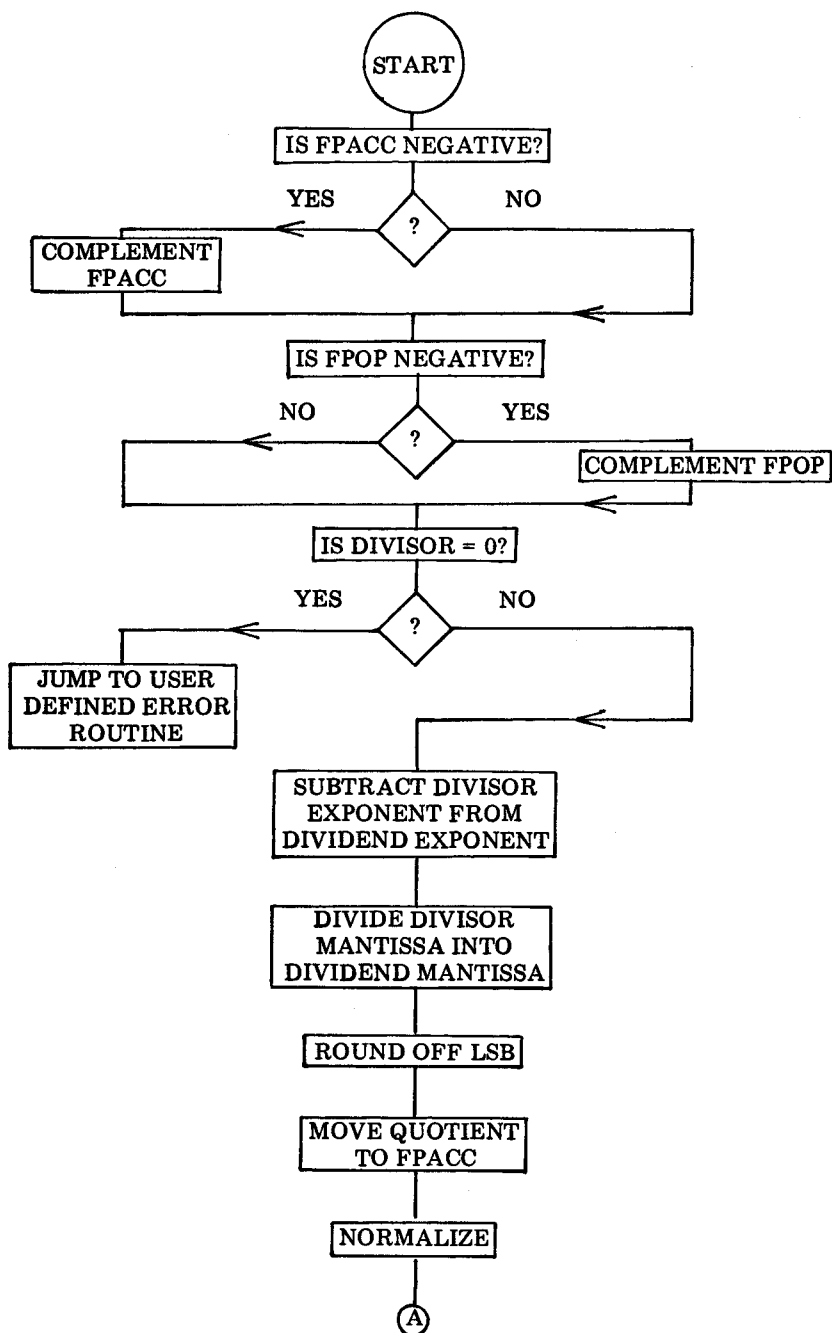 START
IS FPACC NEGATIVE?
YES
NO
?
COMPLEMENT
FPACC
IS FPOP NEGATIVE?
NO
YES
?
COMPLEMENT FPOP
IS DIVISOR = 0?
YES
NO
?
JUMP TO USER
DEFINED ERROR
ROUTINE
SUBTRACT DIVISOR
EXPONENT FROM
DIVIDEND EXPONENT
DIVIDE DIVISOR
MANTISSA INTO
DIVIDEND MANTISSA
ROUND OFF LSB
MOVE QUOTIENT
TO FPACC
NORMALIZE
A